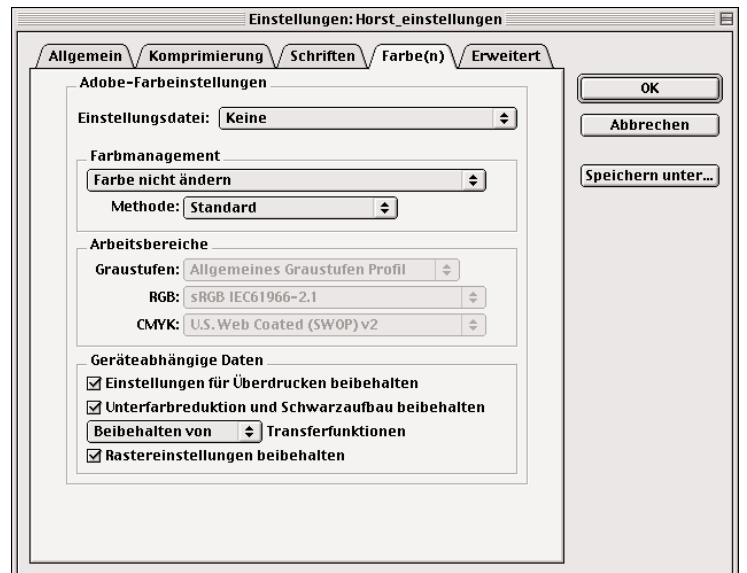 Einstellungen: Horst_einstellungen
Allgemein Komprimierung Schriften Farbe(n) Erweitert
Adobe-Farbeinstellungen
Einstellungsdatei: Keine
Farbmanagement
Farbe nicht ändern
Methode: Standard
Arbeitsbereiche
Graustufen: Allgemeines Graustufen Profil
RGB: sRGB IEC61966-2.1
CMYK: U.S. Web Coated (SWOP) v2
Geräteabhängige Daten
Einstellungen für Überdrucken beibehalten
Unterfarbreduktion und Schwarzaufbau beibehalten
Beibehalten von Transferfunktionen
Rastereinstellungen beibehalten
OK
Abbrechen
Speichern unter...